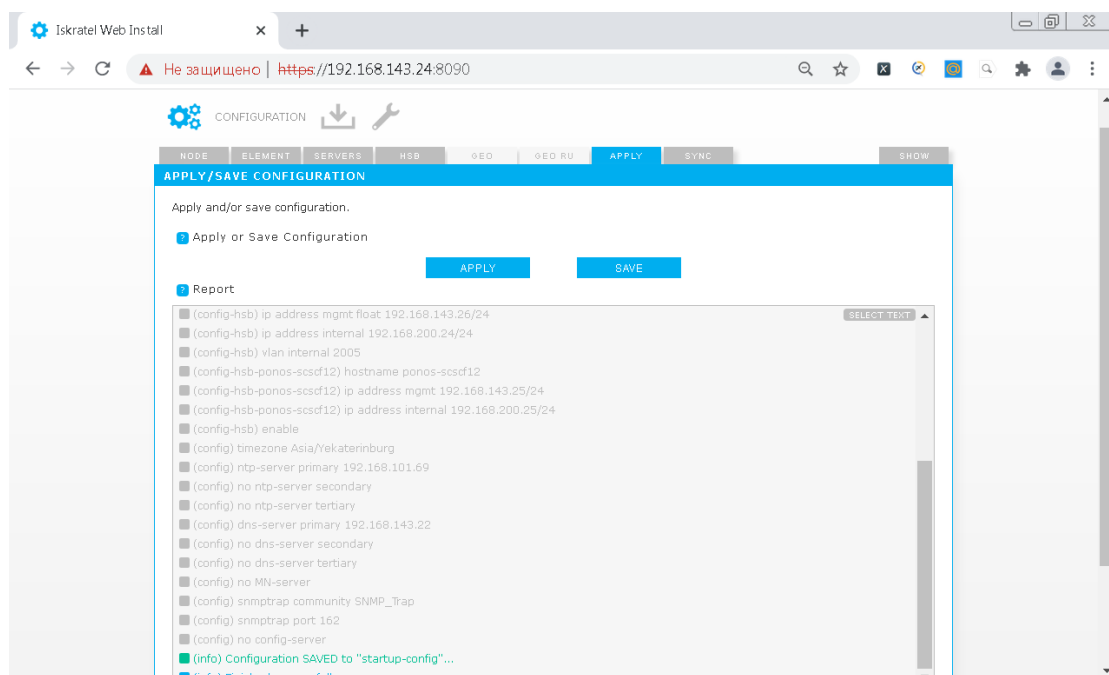 Iskratel Web Install
Не защищено | https://192.168.143.24:8090
CONFIGURATION
NODE ELEMENT SERVERS HSB GEO GEO RU APPLY SYNC SHOW
APPLY/SAVE CONFIGURATION
Apply and/or save configuration.
? Apply or Save Configuration
APPLY SAVE
? Report
(config-hsb) ip address mgmt float 192.168.143.26/24 SELECT TEXT
(config-hsb) ip address internal 192.168.200.24/24
(config-hsb) vlan internal 2005
(config-hsb-ponos-scscf12) hostname ponos-scscf12
(config-hsb-ponos-scscf12) ip address mgmt 192.168.143.25/24
(config-hsb-ponos-scscf12) ip address internal 192.168.200.25/24
(config-hsb) enable
(config) timezone Asia/Yekaterinburg
(config) ntp-server primary 192.168.101.69
(config) no ntp-server secondary
(config) no ntp-server tertiary
(config) dns-server primary 192.168.143.22
(config) no dns-server secondary
(config) no dns-server tertiary
(config) no MN-server
(config) snmptrap community SNMP_Trap
(config) snmptrap port 162
(config) no config-server
(info) Configuration SAVED to "startup-config"...